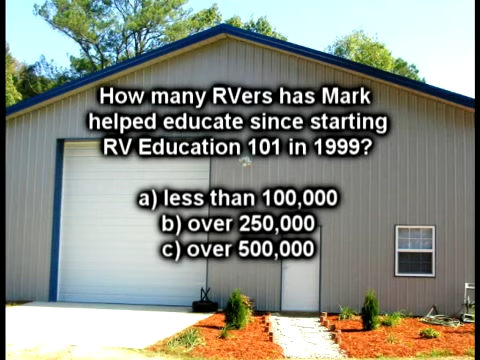 How many RVers has Mark
helped educate since starting
RV Education 101 in 1999?
a) less than 100,000
b) over 250,000
c) over 500,000